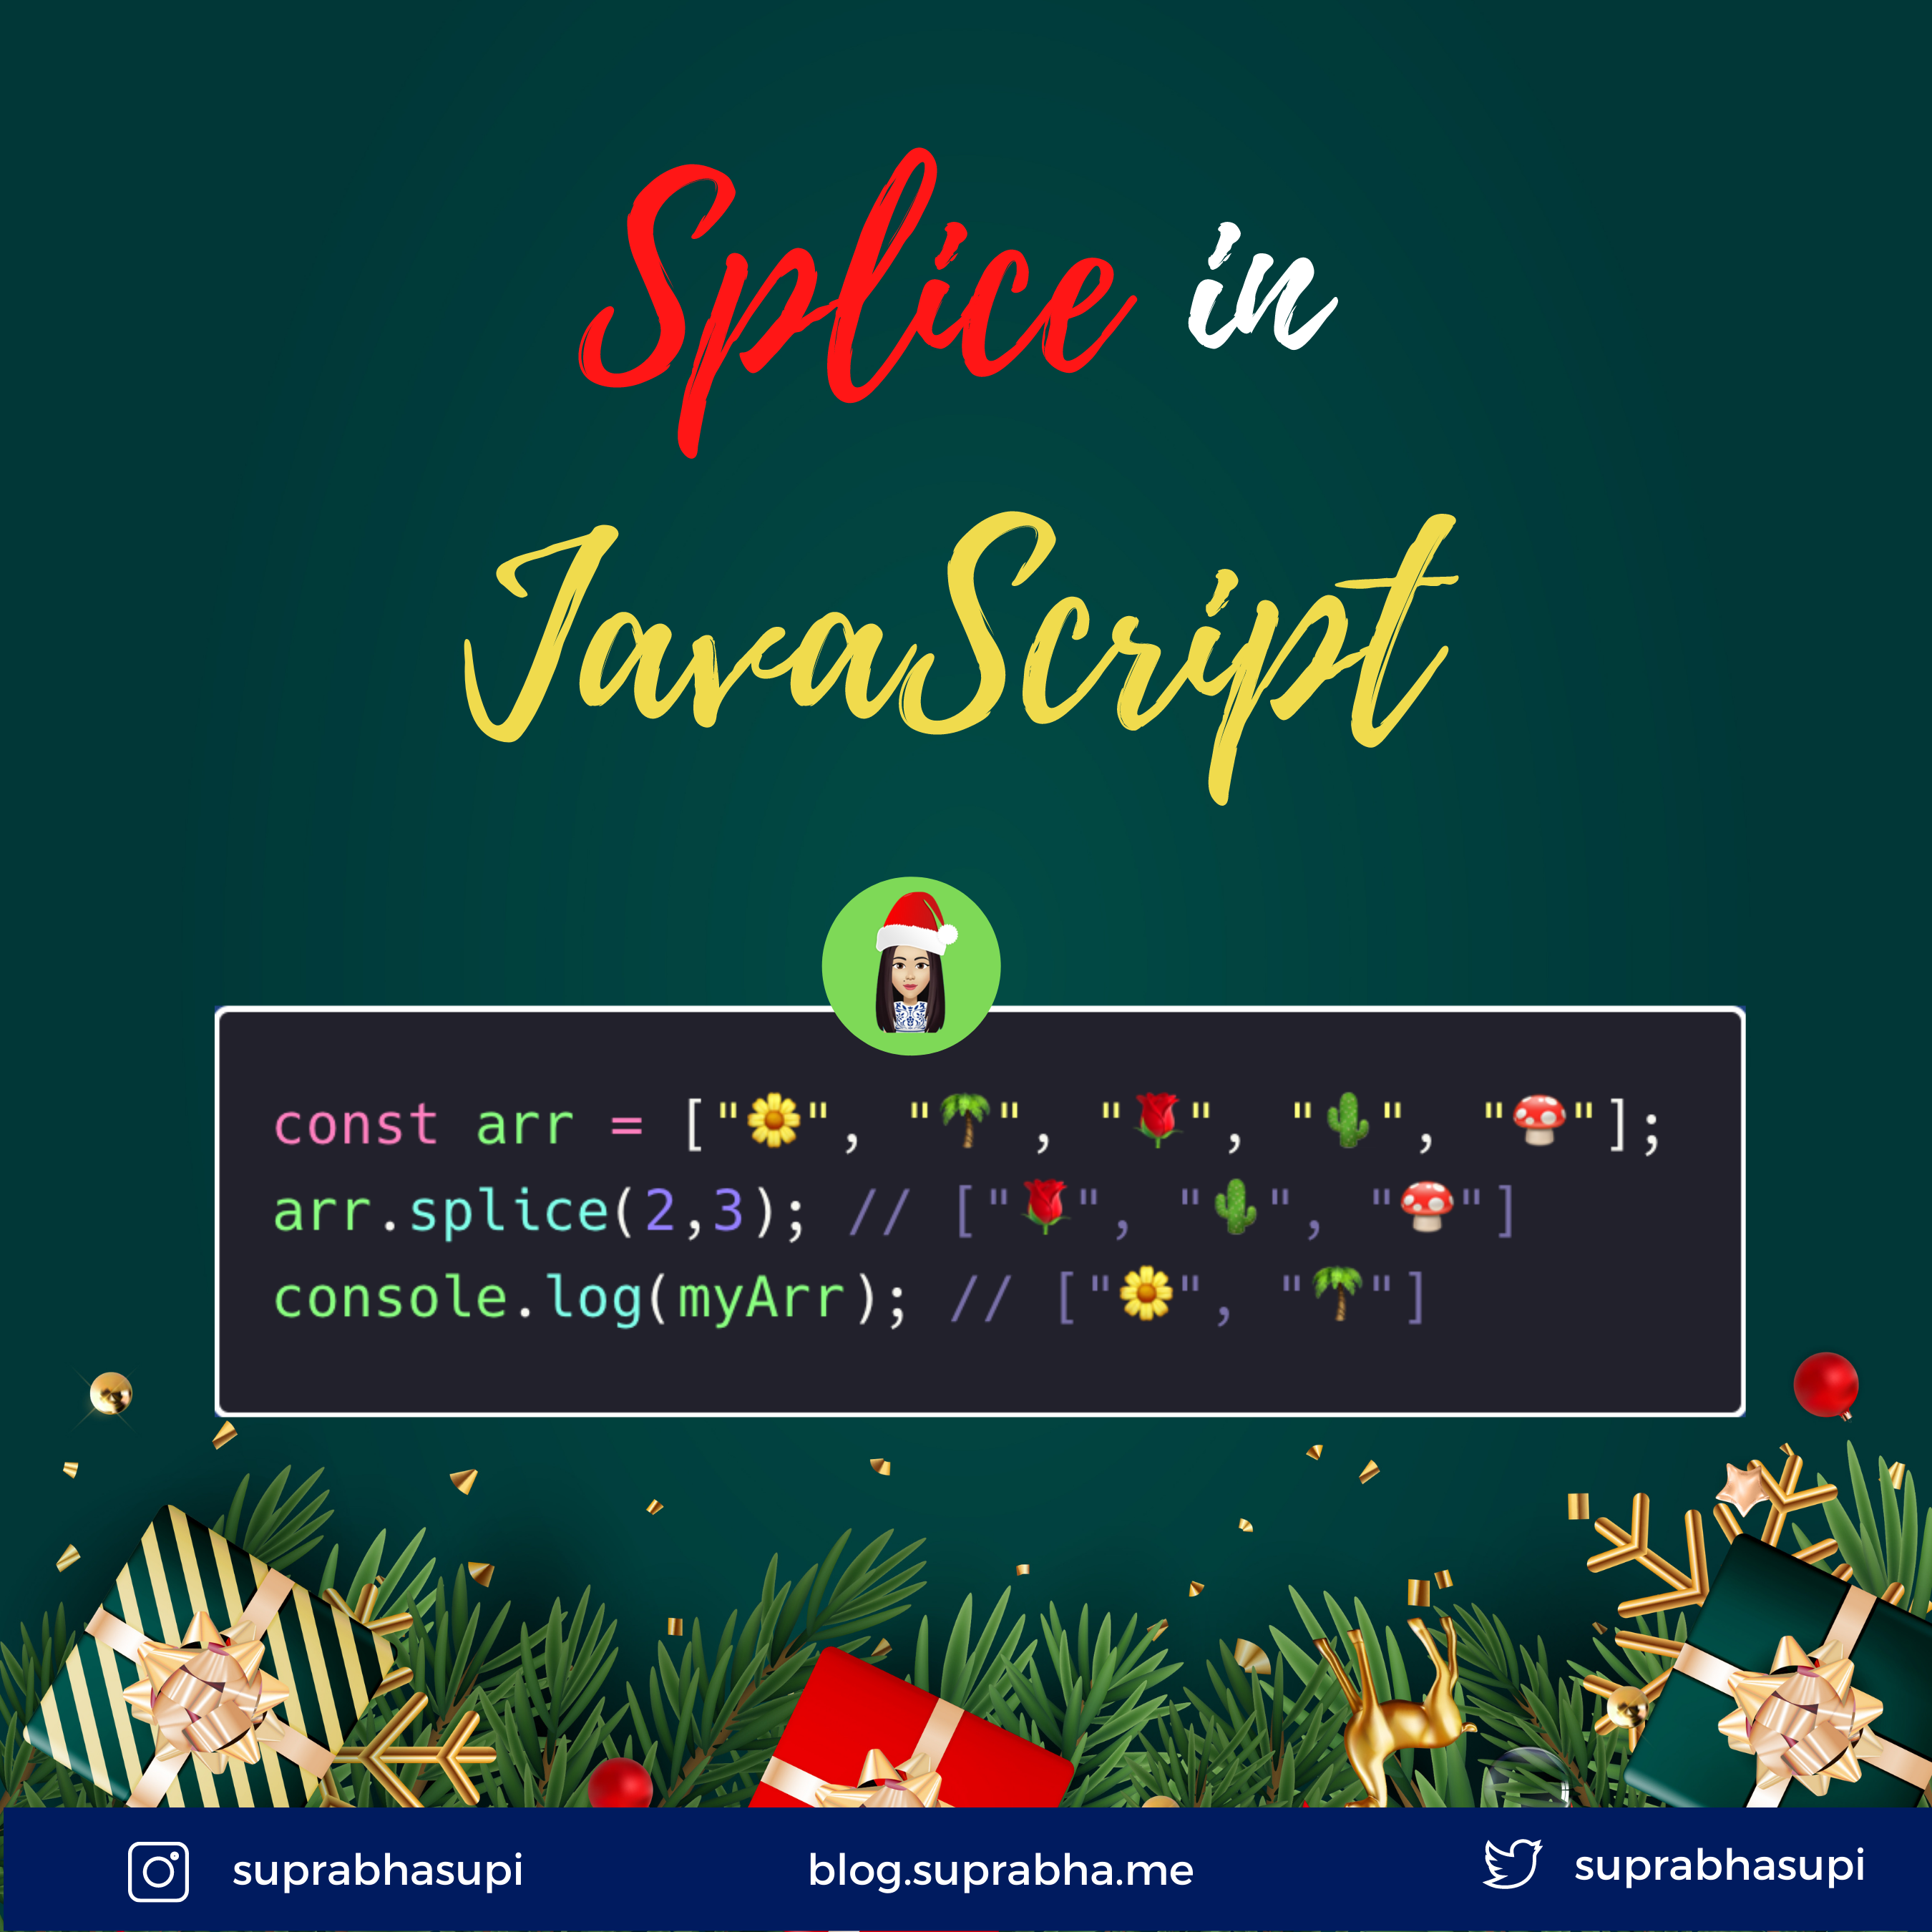 Splice in
JavaScript
const arr = ["🌼", "🌴", "🌹", "🌵", "🍄"];
arr.splice(2,3); // ["🌹", "🌵", "🍄"]
console.log(myArr); // ["🌼", "🌴"]
suprabhasupi
blog.suprabha.me
suprabhasupi